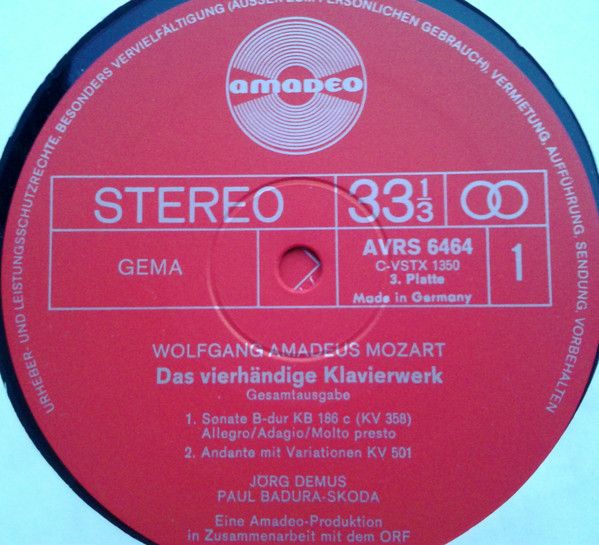 URHEBER- UND LEISTUNGSSCHUTZRECHTE, BESONDERS VERVIELFÄLTIGUNG (AUSSER ZUM PERSÖNLICHEN GEBRAUCH), VERMIETUNG, AUFFÜHRUNG, SENDUNG, VORBEHALTEN
amadeo
STEREO
33 1/3
GEMA
AVRS 6464
C-VSTX 1350
3. Platte
Made in Germany
1
WOLFGANG AMADEUS MOZART
Das vierhändige Klavierwerk
Gesamtausgabe
1. Sonate B-dur KB 186 c (KV 358)
Allegro/Adagio/Molto presto
2. Andante mit Variationen KV 501
JÖRG DEMUS
PAUL BADURA-SKODA
Eine Amadeo-Produktion
in Zusammenarbeit mit dem ORF